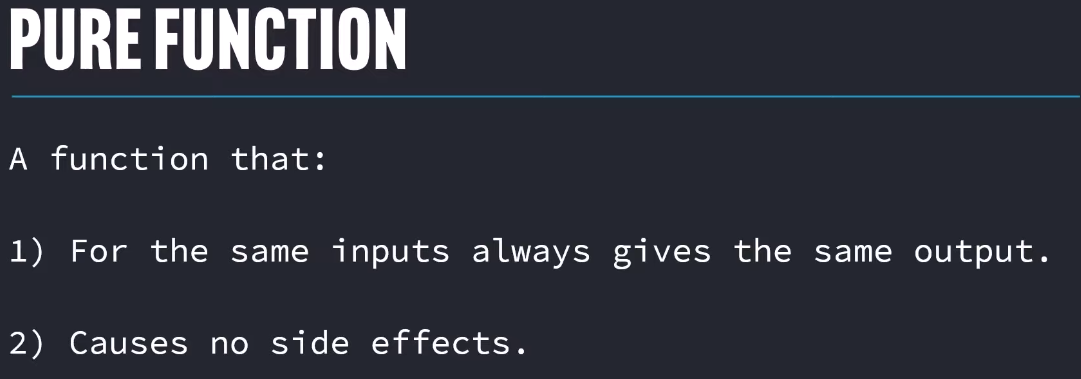 PURE FUNCTION
A function that:
1) For the same inputs always gives the same output.
2) Causes no side effects.